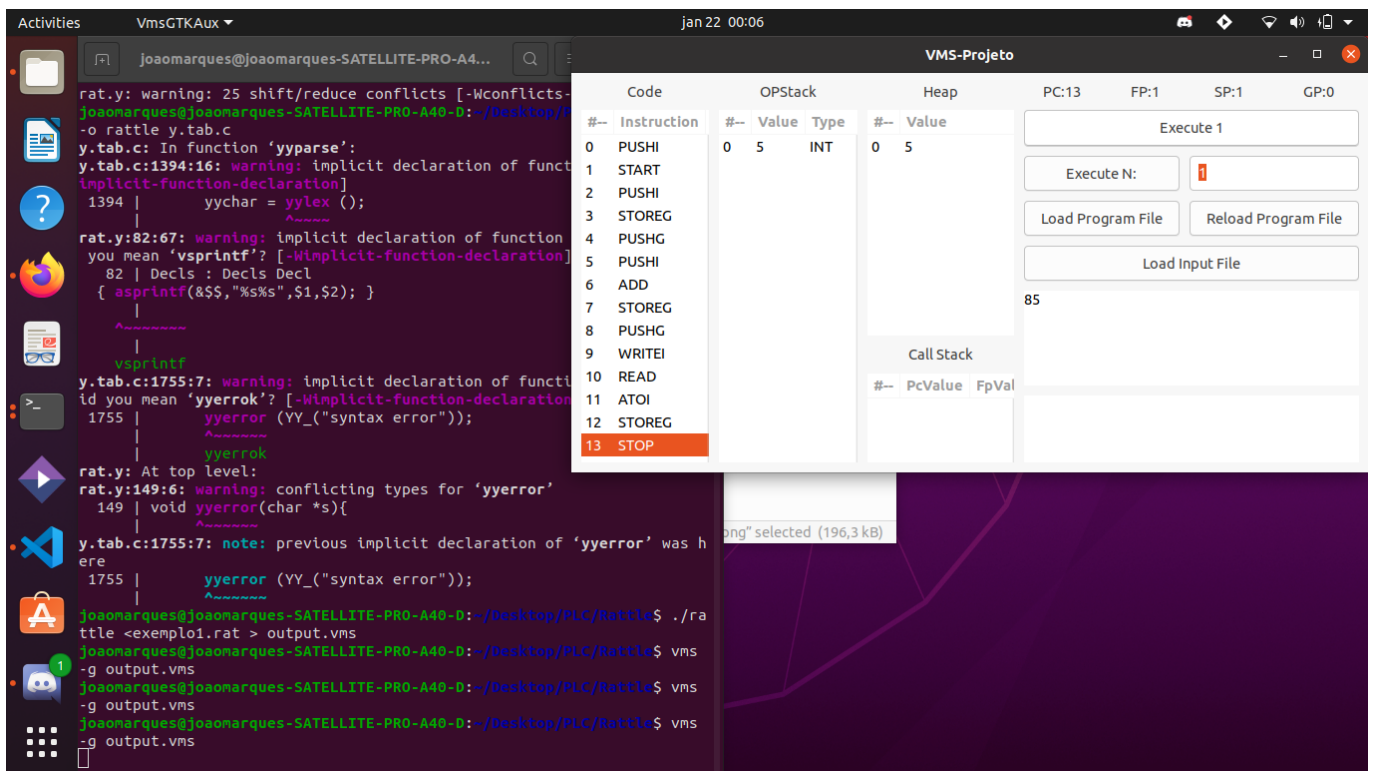 Activities
VmsGTKAux
jan 22 00:06
joaomarques@joaomarques-SATELLITE-PRO-A4...
rat.y: warning: 25 shift/reduce conflicts [-Wconflicts-
joaomarques@joaomarques-SATELLITE-PRO-A40-D:~/Desktop/P
-o rattle y.tab.c
y.tab.c: In function ‘yyparse’:
y.tab.c:1394:16: warning: implicit declaration of funct
implicit-function-declaration]
1394 | yychar = yylex ();
| ^~~~~
rat.y:82:67: warning: implicit declaration of function
you mean ‘vsprintf’? [-Wimplicit-function-declaration]
82 | Decls : Decls Decl
{ asprintf(&$$,"%s%s",$1,$2); }
|
^~~~~~~~
|
vsprintf
y.tab.c:1755:7: warning: implicit declaration of functi
id you mean ‘yyerrok’? [-Wimplicit-function-declaration
1755 | yyerror (YY_("syntax error"));
| ^~~~~~~
| yyerrok
rat.y: At top level:
rat.y:149:6: warning: conflicting types for ‘yyerror’
149 | void yyerror(char *s){
| ^~~~~~~
y.tab.c:1755:7: note: previous implicit declaration of ‘yyerror’ was h
ere
1755 | yyerror (YY_("syntax error"));
| ^~~~~~~
joaomarques@joaomarques-SATELLITE-PRO-A40-D:~/Desktop/PLC/Rattle$ ./ra
ttle <exemplo1.rat > output.vms
joaomarques@joaomarques-SATELLITE-PRO-A40-D:~/Desktop/PLC/Rattle$ vms
-g output.vms
joaomarques@joaomarques-SATELLITE-PRO-A40-D:~/Desktop/PLC/Rattle$ vms
-g output.vms
joaomarques@joaomarques-SATELLITE-PRO-A40-D:~/Desktop/PLC/Rattle$ vms
-g output.vms
1
VMS-Projeto
Code
#-- Instruction
0 PUSHI
1 START
2 PUSHI
3 STOREG
4 PUSHG
5 PUSHI
6 ADD
7 STOREG
8 PUSHG
9 WRITEI
10 READ
11 ATOI
12 STOREG
13 STOP
OPStack
#-- Value Type
0 5 INT
Heap
#-- Value
0 5
Call Stack
#-- PcValue FpVal
PC:13 FP:1 SP:1 GP:0
Execute 1
Execute N: 1
Load Program File Reload Program File
Load Input File
85
ong” selected (196,3 kB)